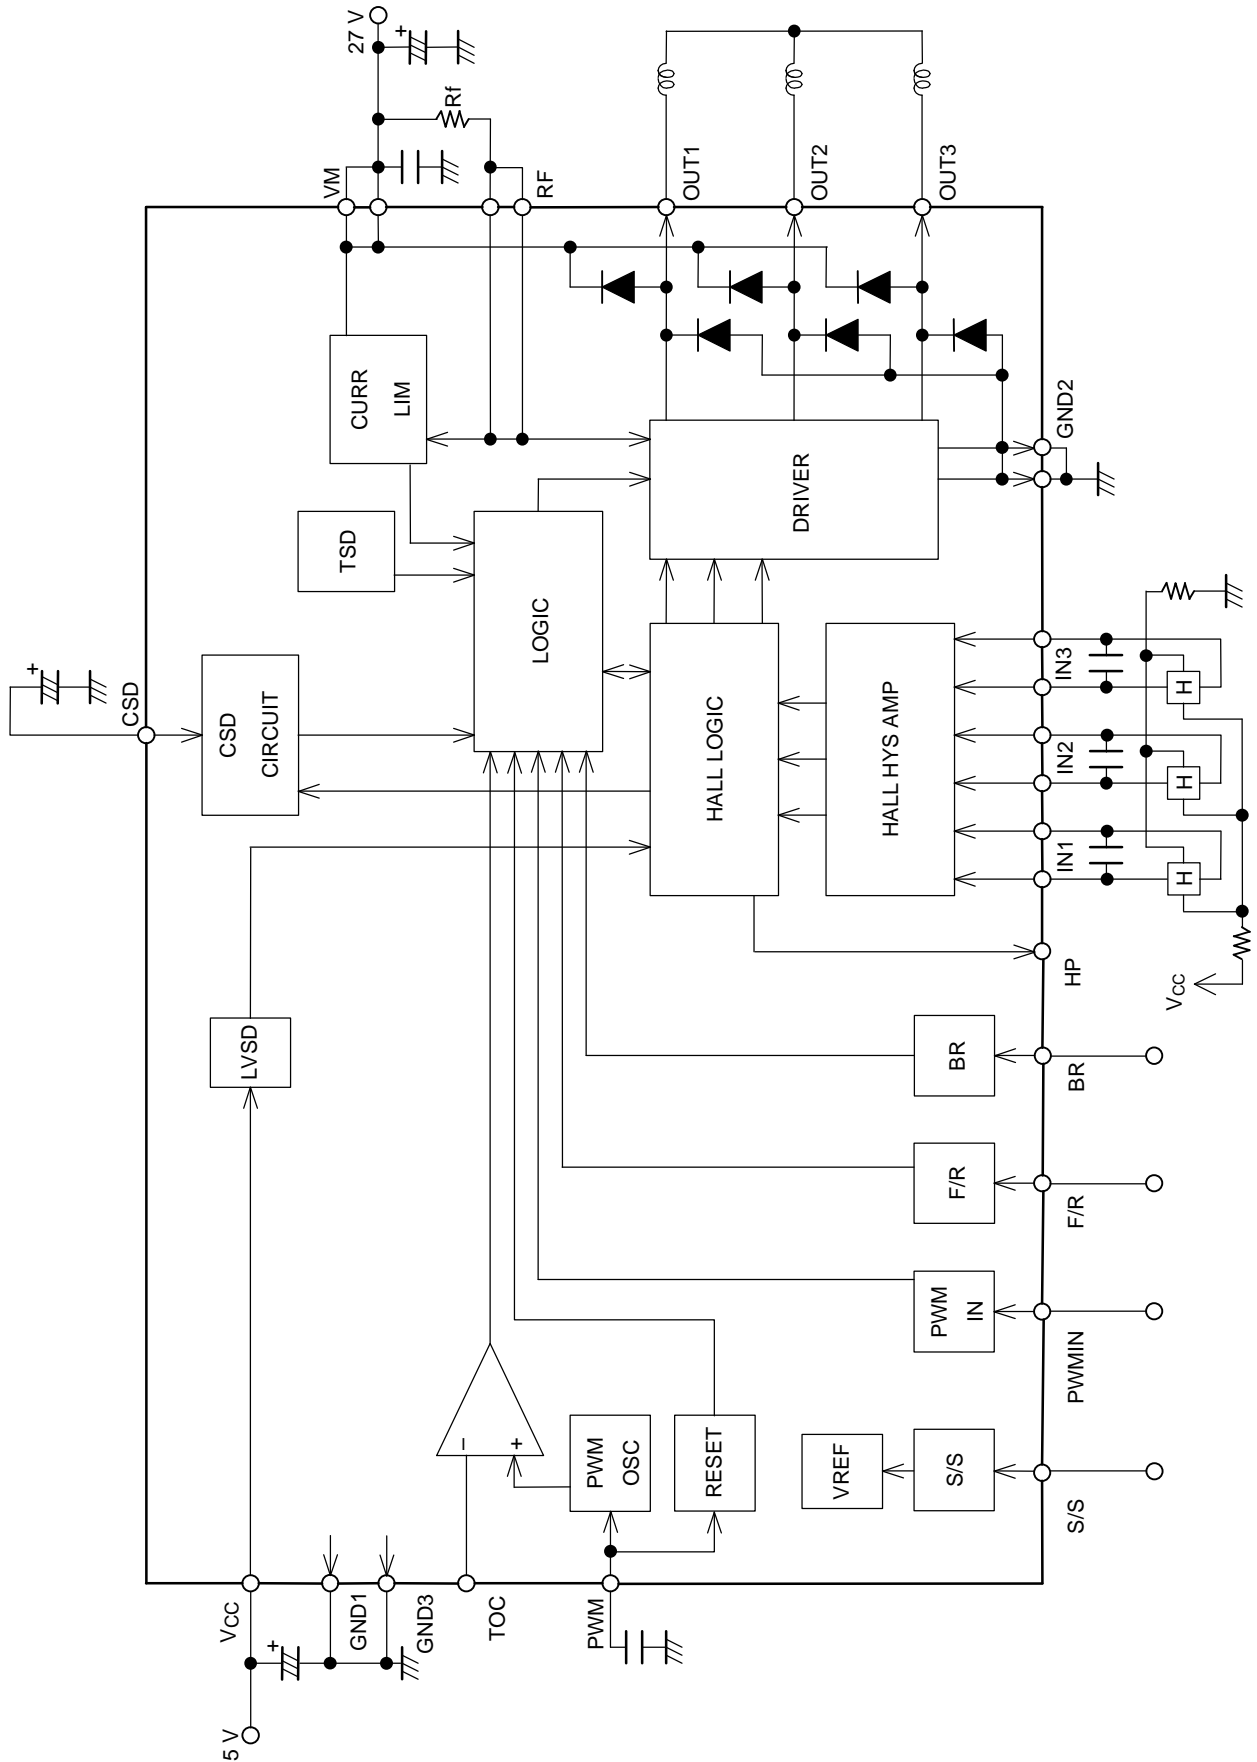 27 V
+
Rf
VM
RF
OUT1
OUT2
OUT3
CURR
LIM
GND2
TSD
LOGIC
DRIVER
+
CSD
CSD
CIRCUIT
HALL LOGIC
HALL HYS AMP
IN3
IN2
IN1
H
H
H
HP
VCC
LVSD
BR
BR
F/R
F/R
PWM
IN
PWMIN
–
+
PWM
OSC
RESET
VREF
S/S
S/S
VCC
GND1
GND3
TOC
PWM
+
5 V